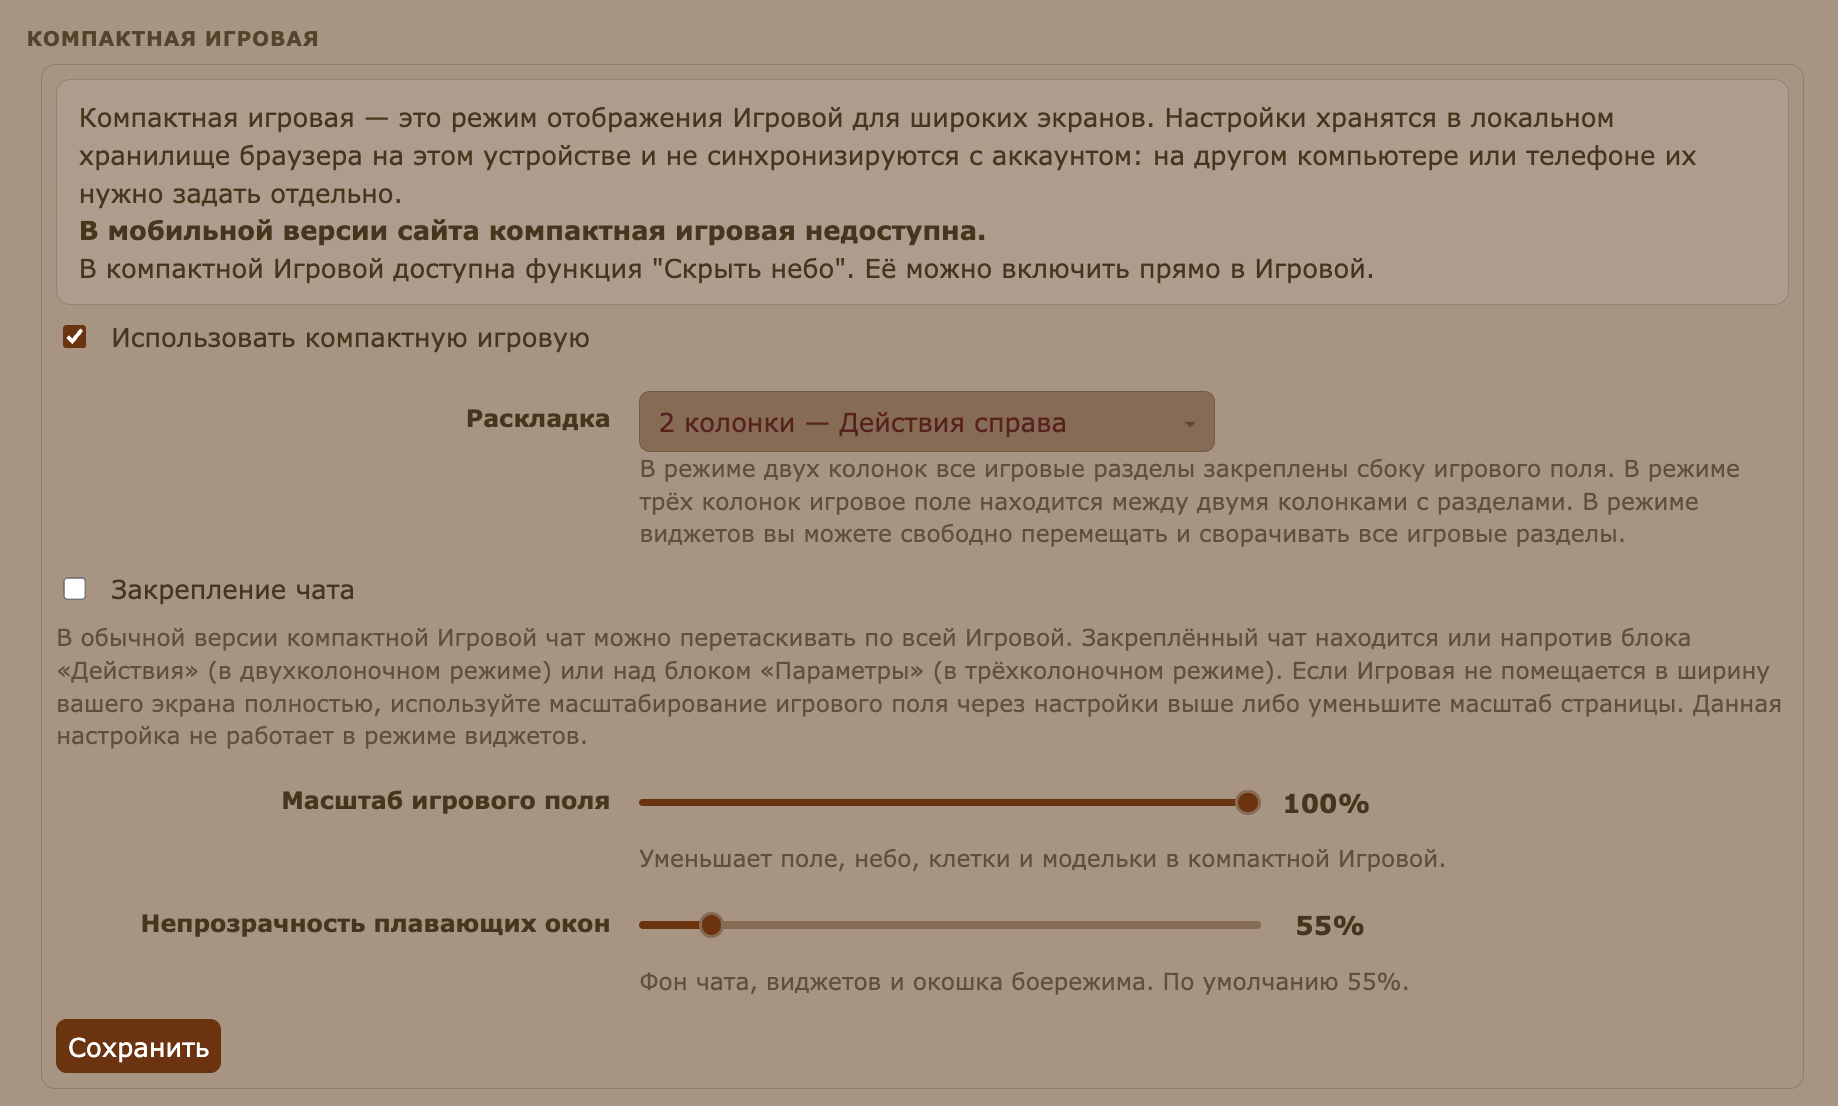 КОМПАКТНАЯ ИГРОВАЯ
Компактная игровая — это режим отображения Игровой для широких экранов. Настройки хранятся в локальном
хранилище браузера на этом устройстве и не синхронизируются с аккаунтом: на другом компьютере или телефоне их
нужно задать отдельно.
В мобильной версии сайта компактная игровая недоступна.
В компактной Игровой доступна функция "Скрыть небо". Её можно включить прямо в Игровой.
Использовать компактную игровую
Раскладка
2 колонки — Действия справа
В режиме двух колонок все игровые разделы закреплены сбоку игрового поля. В режиме
трёх колонок игровое поле находится между двумя колонками с разделами. В режиме
виджетов вы можете свободно перемещать и сворачивать все игровые разделы.
Закрепление чата
В обычной версии компактной Игровой чат можно перетаскивать по всей Игровой. Закреплённый чат находится или напротив блока
«Действия» (в двухколоночном режиме) или над блоком «Параметры» (в трёхколоночном режиме). Если Игровая не помещается в ширину
вашего экрана полностью, используйте масштабирование игрового поля через настройки выше либо уменьшите масштаб страницы. Данная
настройка не работает в режиме виджетов.
Масштаб игрового поля
100%
Уменьшает поле, небо, клетки и модельки в компактной Игровой.
Непрозрачность плавающих окон
55%
Фон чата, виджетов и окошка боережима. По умолчанию 55%.
Сохранить